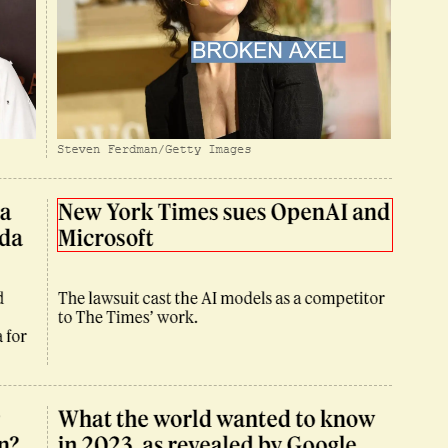 BROKEN AXEL
Steven Ferdman/Getty Images
a
da
New York Times sues OpenAI and
Microsoft
d
for
The lawsuit cast the AI models as a competitor
to The Times’ work.
What the world wanted to know
in 2023, as revealed by Google